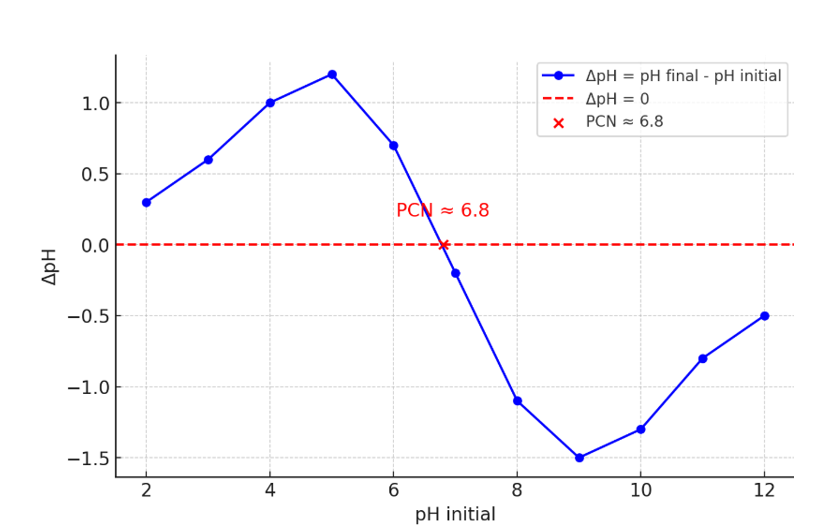 ΔpH = pH final - pH initial
ΔpH = 0
PCN ≈ 6.8
1.0
0.5
PCN ≈ 6.8
0.0
ΔpH
−0.5
−1.0
−1.5
2 4 6 8 10 12
pH initial